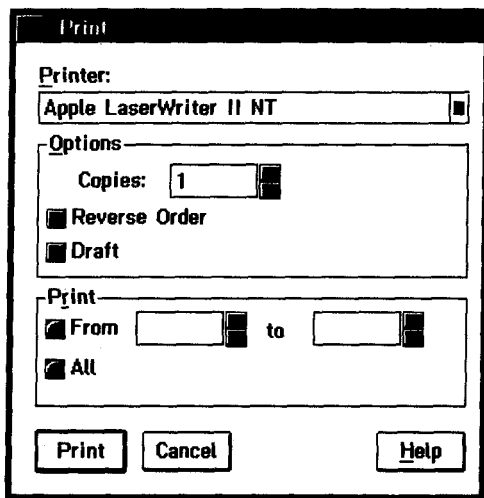 Print
Printer:
Apple LaserWriter II NT
Options
Copies: 1
Reverse Order
Draft
Print
From to
All
Print Cancel Help